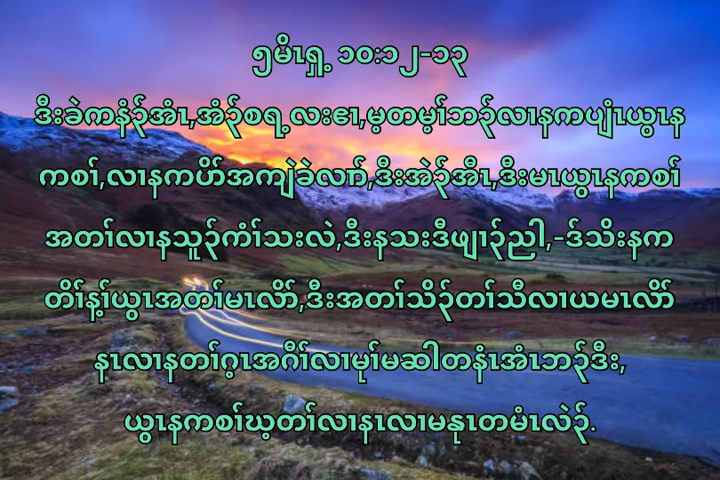 ၅မိၤရှ့ ၁၀:၁၂-၁၃
ဒီးခဲကနံၣ်အံၤ,အံၣ်စရ့လးဧၢ,မ့တမ့ၢ်ဘၣ်လၢနကပျံၤယွၤန
ကစၢ်,လၢနကဟိာ်အကျဲခဲလၢာ်,ဒီးအဲၣ်အီၤ,ဒီးမၤယွၤနကစၢ်
အတၢ်လၢနသူၣ်ကံၢ်သးလဲ,ဒီးနသးဒီဖျၢၣ်ညါ,-ဒ်သိးနက
တိၢ်န့ၢ်ယွၤအတၢ်မၤလိာ်,ဒီးအတၢ်သိၣ်တၢ်သီလၢယမၤလိာ်
နၤလၢနတၢ်ဂ့ၤအဂီၢ်လၢမုၢ်မဆါတနံၤအံၤဘၣ်ဒီး,
ယွၤနကစၢ်ဃ့တၢ်လၢနၤလၢမနုၤတမံၤလဲၣ်.